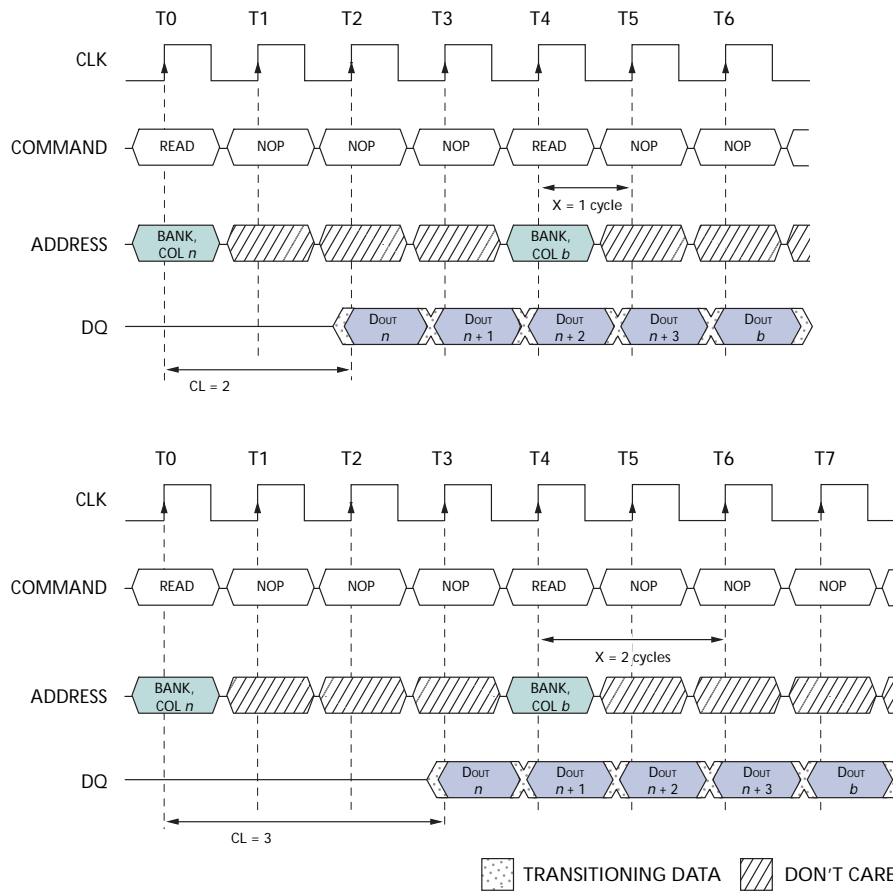 T0 T1 T2 T3 T4 T5 T6
CLK
COMMAND READ NOP NOP NOP READ NOP NOP
X = 1 cycle
ADDRESS BANK, COL n BANK, COL b
DQ DOUT n DOUT n + 1 DOUT n + 2 DOUT n + 3 DOUT b
CL = 2
T0 T1 T2 T3 T4 T5 T6 T7
CLK
COMMAND READ NOP NOP NOP READ NOP NOP NOP
X = 2 cycles
ADDRESS BANK, COL n BANK, COL b
DQ DOUT n DOUT n + 1 DOUT n + 2 DOUT n + 3 DOUT b
CL = 3
TRANSITIONING DATA DON'T CARE